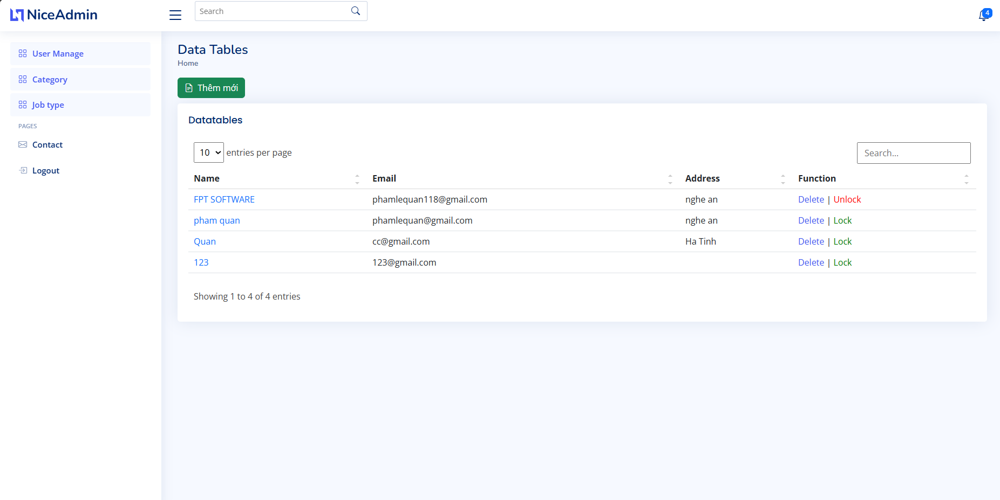 NiceAdmin
Search
4
User Manage
Category
Job type
PAGES
Contact
Logout
Data Tables
Home
Thêm mới
Datatables
10 entries per page
Search...
Name Email Address Function
FPT SOFTWARE phamlequan118@gmail.com nghe an Delete | Unlock
pham quan phamlequan@gmail.com nghe an Delete | Lock
Quan cc@gmail.com Ha Tinh Delete | Lock
123 123@gmail.com Delete | Lock
Showing 1 to 4 of 4 entries